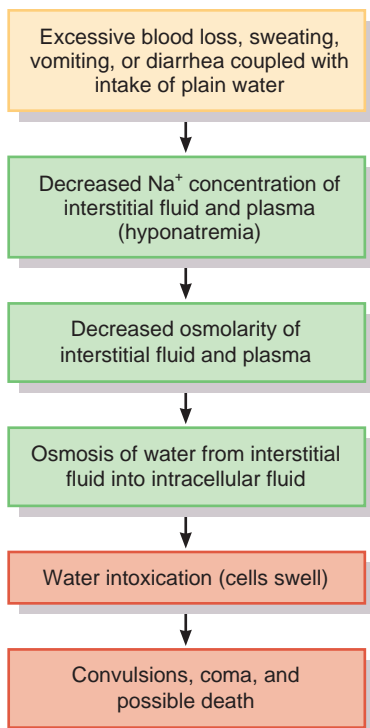 Excessive blood loss, sweating,
vomiting, or diarrhea coupled with
intake of plain water
Decreased Na⁺ concentration of
interstitial fluid and plasma
(hyponatremia)
Decreased osmolarity of
interstitial fluid and plasma
Osmosis of water from interstitial
fluid into intracellular fluid
Water intoxication (cells swell)
Convulsions, coma, and
possible death